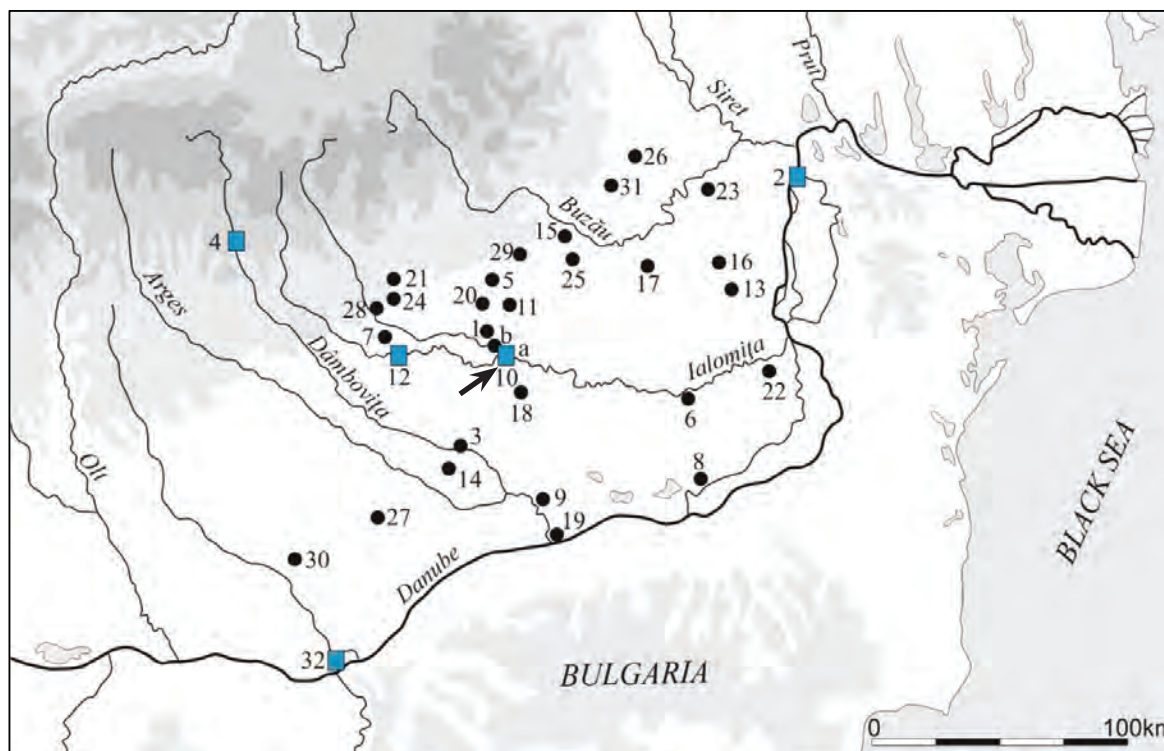 Prut
Siret
26
31
23
2
Buzău
15
4
29
25
17
16
21
5
13
24
20
11
28
1
b
7
a
Ialomița
Argeș
12
10
22
Dâmbovița
18
6
3
Olt
14
8
9
27
19
BLACK SEA
30
Danube
32
BULGARIA
0
100km